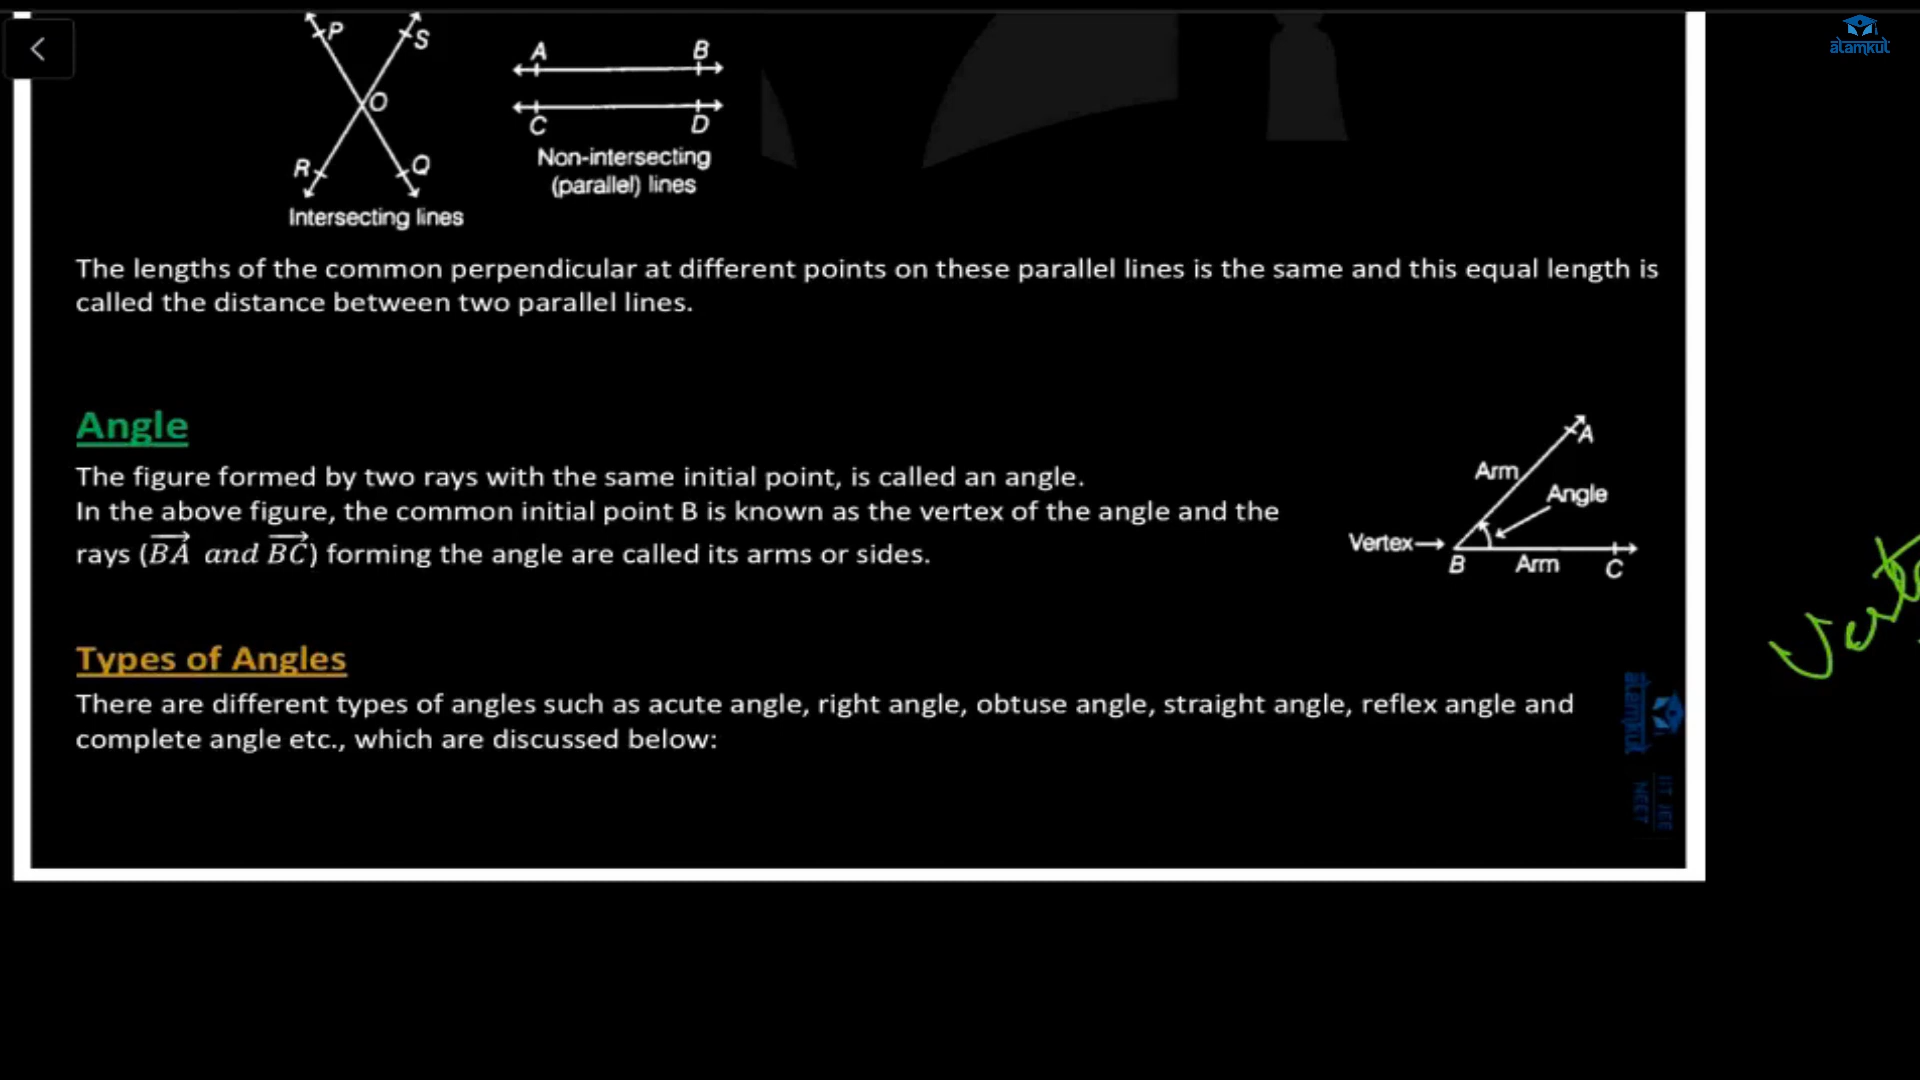 alamkul
P S
O
R Q
Intersecting lines
A B
C D
Non-intersecting
(parallel) lines
The lengths of the common perpendicular at different points on these parallel lines is the same and this equal length is
called the distance between two parallel lines.
Angle
The figure formed by two rays with the same initial point, is called an angle.
In the above figure, the common initial point B is known as the vertex of the angle and the
rays (BA and BC) forming the angle are called its arms or sides.
A
Arm
Angle
Vertex
B Arm C
Types of Angles
There are different types of angles such as acute angle, right angle, obtuse angle, straight angle, reflex angle and
complete angle etc., which are discussed below:
alamkul
IIT JEE
NEET